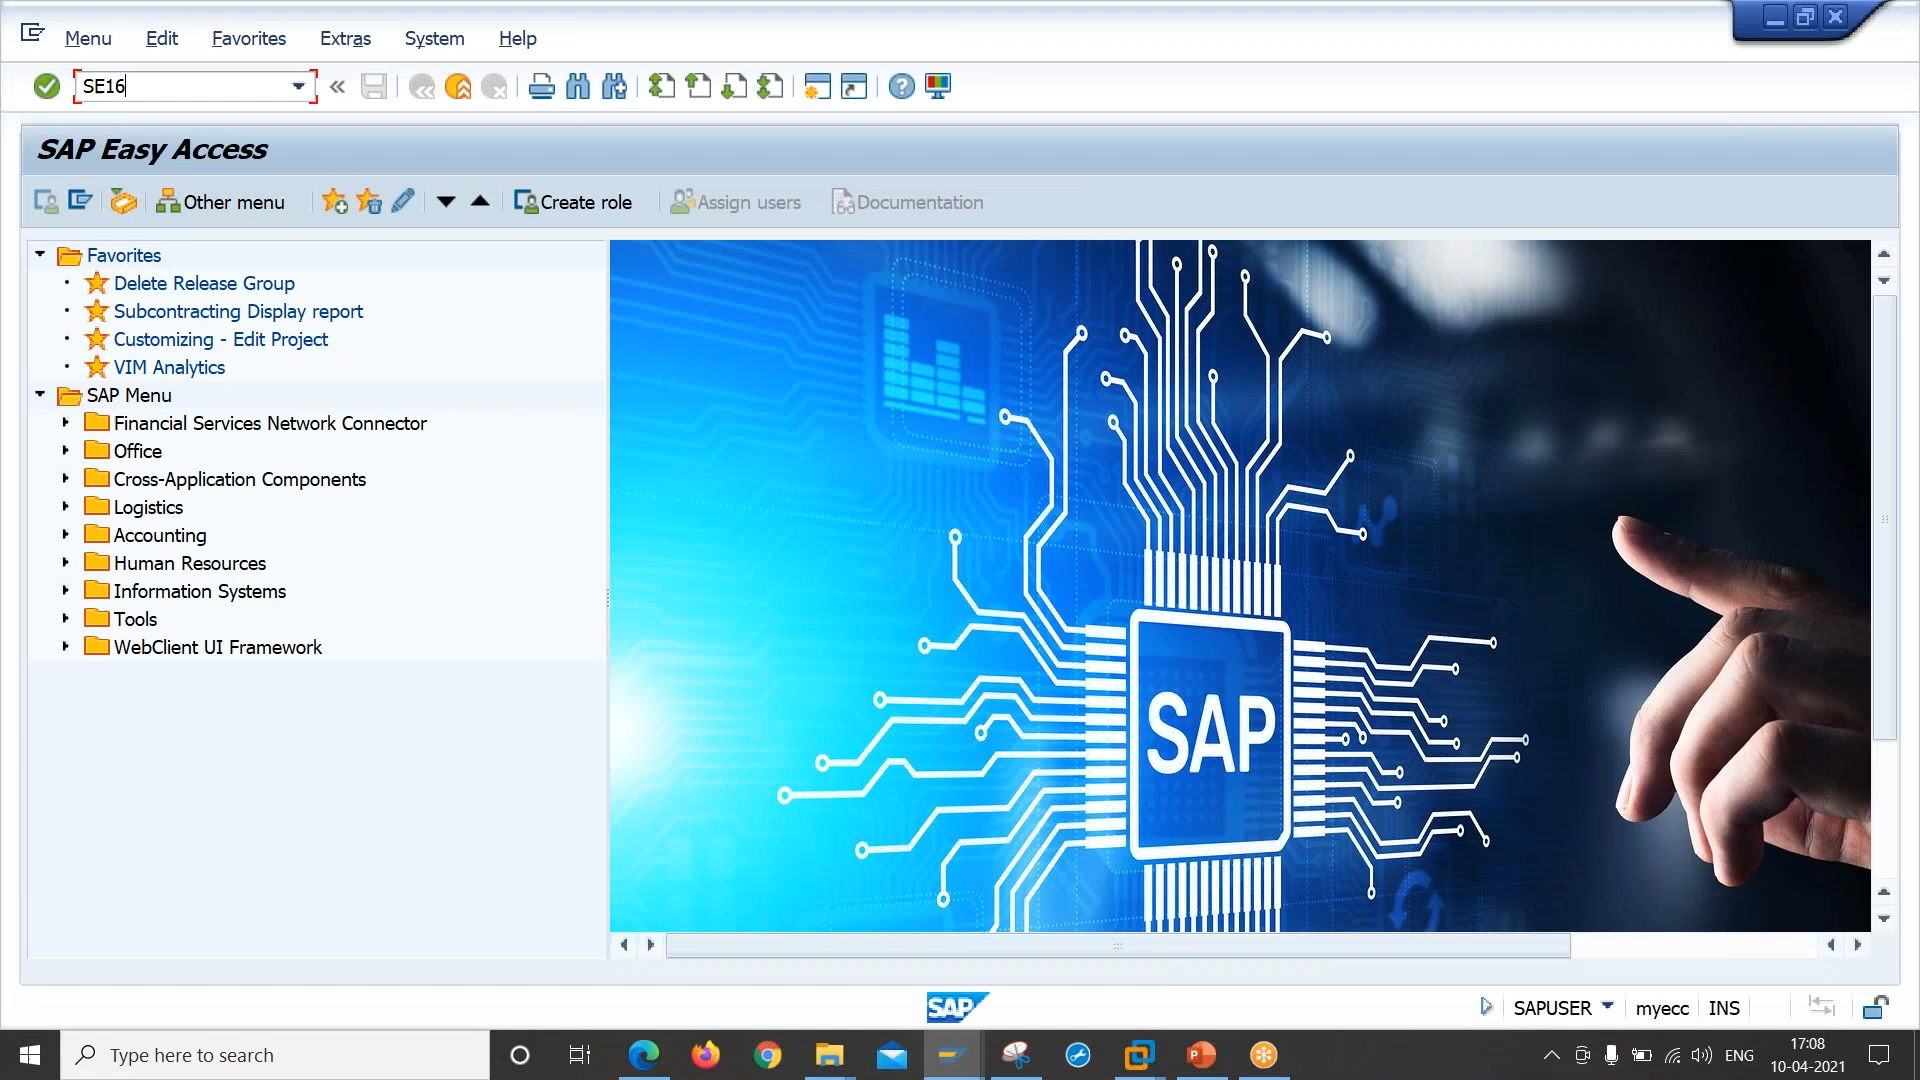 Menu Edit Favorites Extras System Help
SE16
SAP Easy Access
Other menu Create role Assign users Documentation
Favorites
Delete Release Group
Subcontracting Display report
Customizing - Edit Project
VIM Analytics
SAP Menu
Financial Services Network Connector
Office
Cross-Application Components
Logistics
Accounting
Human Resources
Information Systems
Tools
WebClient UI Framework
SAP
SAP
SAPUSER myecc INS
Type here to search
ENG
17:08
10-04-2021